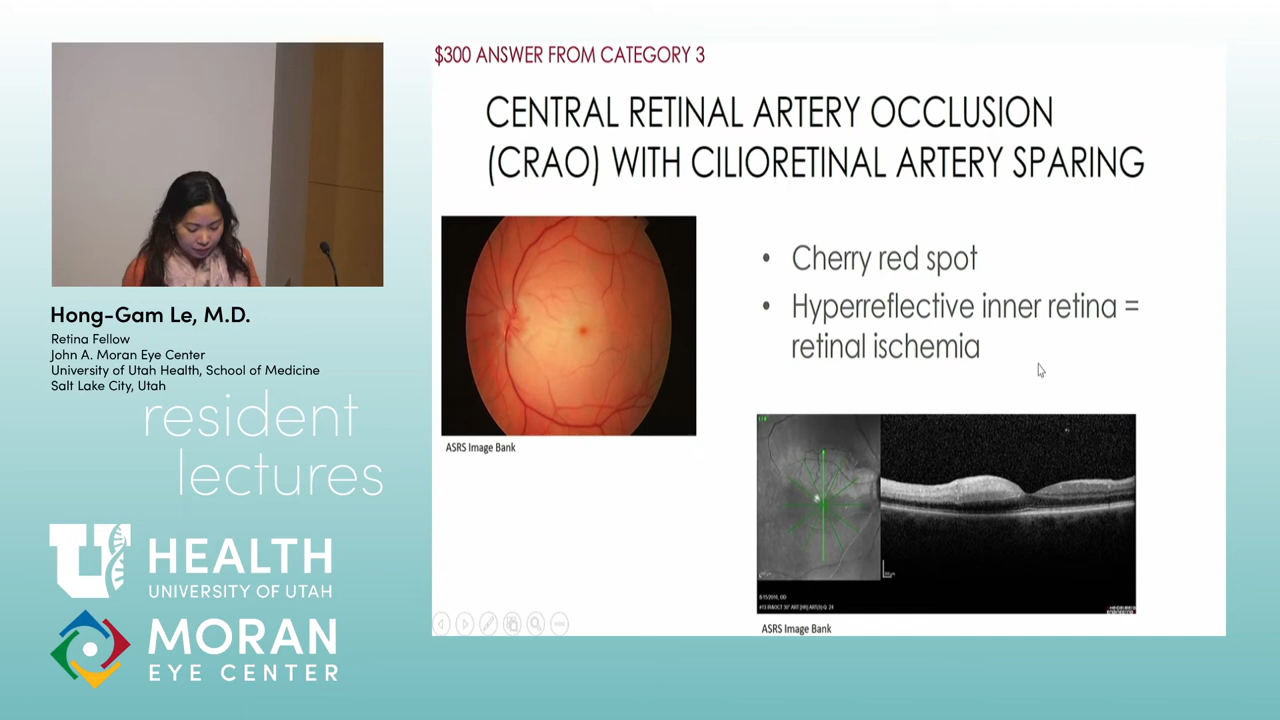 $300 ANSWER FROM CATEGORY 3
CENTRAL RETINAL ARTERY OCCLUSION
(CRAO) WITH CILIORETINAL ARTERY SPARING
• Cherry red spot
• Hyperreflective inner retina =
retinal ischemia
ASRS Image Bank
ASRS Image Bank
Hong-Gam Le, M.D.
Retina Fellow
John A. Moran Eye Center
University of Utah Health, School of Medicine
Salt Lake City, Utah
resident
lectures
U HEALTH
UNIVERSITY OF UTAH
MORAN
EYE CENTER